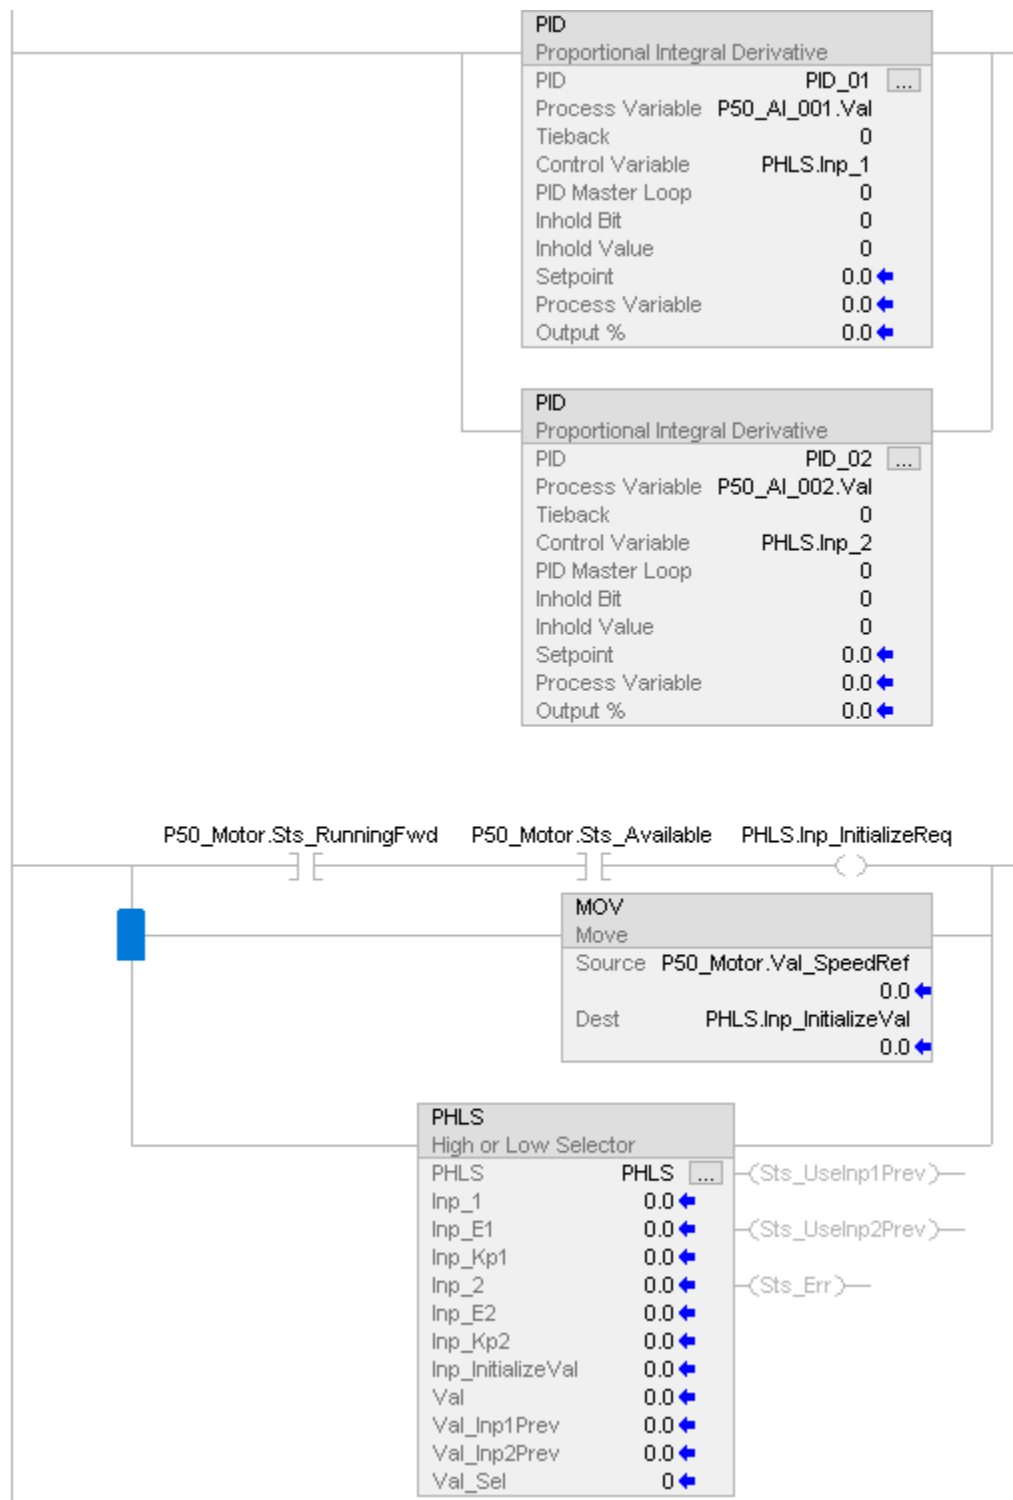 PID
Proportional Integral Derivative
PID PID_01 ...
Process Variable P50_AI_001.Val
Tieback 0
Control Variable PHLS.Inp_1
PID Master Loop 0
Inhold Bit 0
Inhold Value 0
Setpoint 0.0
Process Variable 0.0
Output % 0.0
PID
Proportional Integral Derivative
PID PID_02 ...
Process Variable P50_AI_002.Val
Tieback 0
Control Variable PHLS.Inp_2
PID Master Loop 0
Inhold Bit 0
Inhold Value 0
Setpoint 0.0
Process Variable 0.0
Output % 0.0
P50_Motor.Sts_RunningFwd P50_Motor.Sts_Available PHLS.Inp_InitializeReq
MOV
Move
Source P50_Motor.Val_SpeedRef
0.0
Dest PHLS.Inp_InitializeVal
0.0
PHLS
High or Low Selector
PHLS PHLS ... (Sts_UseInp1Prev)
Inp_1 0.0
Inp_E1 0.0 (Sts_UseInp2Prev)
Inp_Kp1 0.0
Inp_2 0.0 (Sts_Err)
Inp_E2 0.0
Inp_Kp2 0.0
Inp_InitializeVal 0.0
Val 0.0
Val_Inp1Prev 0.0
Val_Inp2Prev 0.0
Val_Sel 0